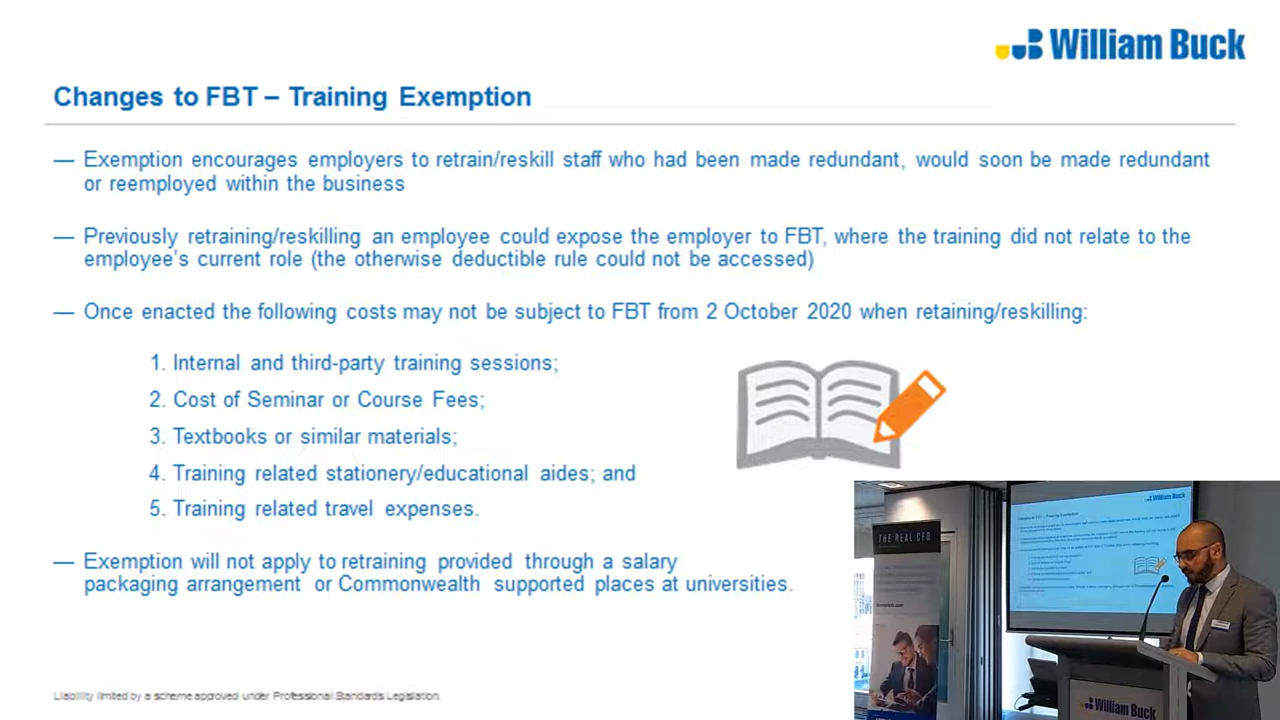 William Buck
Changes to FBT – Training Exemption
— Exemption encourages employers to retrain/reskill staff who had been made redundant, would soon be made redundant
or reemployed within the business
— Previously retraining/reskilling an employee could expose the employer to FBT, where the training did not relate to the
employee's current role (the otherwise deductible rule could not be accessed)
— Once enacted the following costs may not be subject to FBT from 2 October 2020 when retaining/reskilling:
1. Internal and third-party training sessions;
2. Cost of Seminar or Course Fees;
3. Textbooks or similar materials;
4. Training related stationery/educational aides; and
5. Training related travel expenses.
— Exemption will not apply to retraining provided through a salary
packaging arrangement or Commonwealth supported places at universities.
Liability limited by a scheme approved under Professional Standards Legislation.
THE REAL CFO
William Buck
Changes to FBT – Training Exemption
William Buck